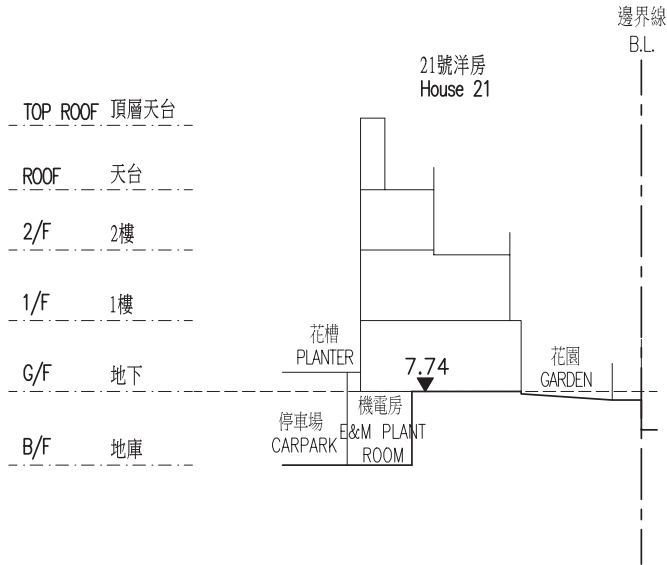 邊界線
B.L.
21號洋房
House 21
TOP ROOF 頂層天台
ROOF 天台
2/F 2樓
1/F 1樓
花槽
PLANTER
7.74
花園
GARDEN
G/F 地下
機電房
E&M PLANT
ROOM
停車場
CARPARK
B/F 地庫